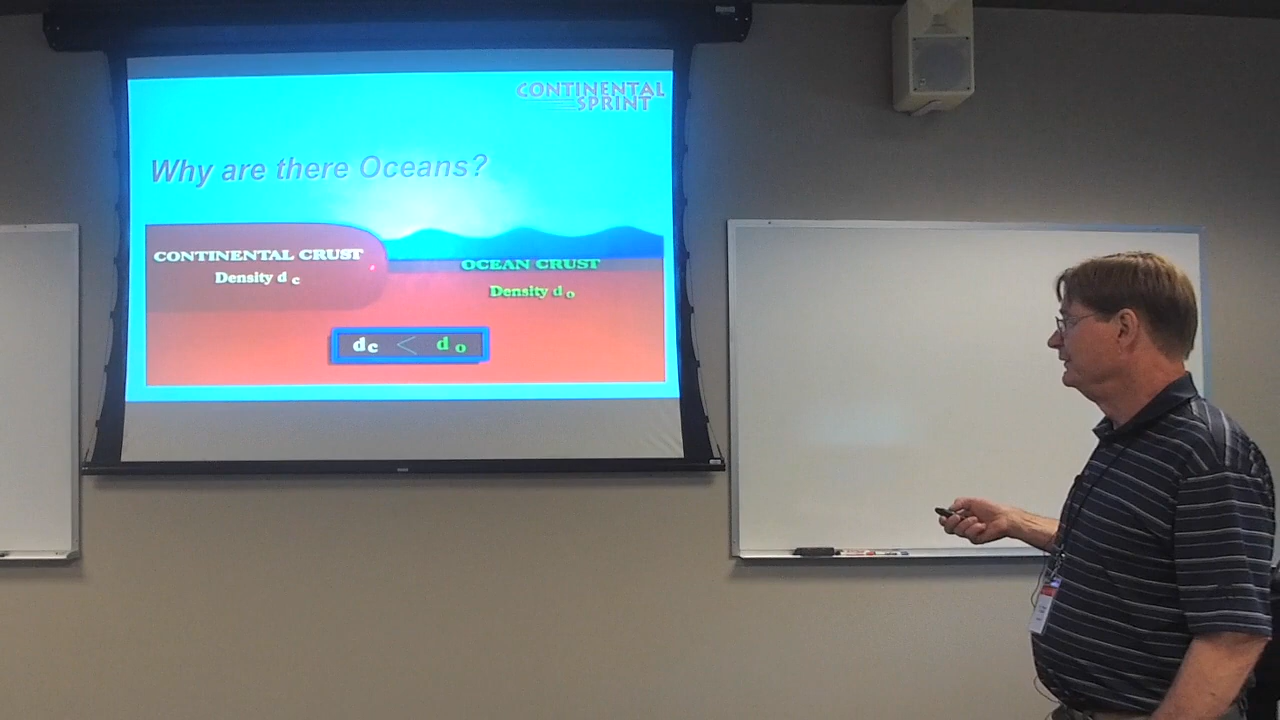 CONTINENTAL
SPRINT
Why are there Oceans?
CONTINENTAL CRUST
Density d c
OCEAN CRUST
Density d o
dc < do